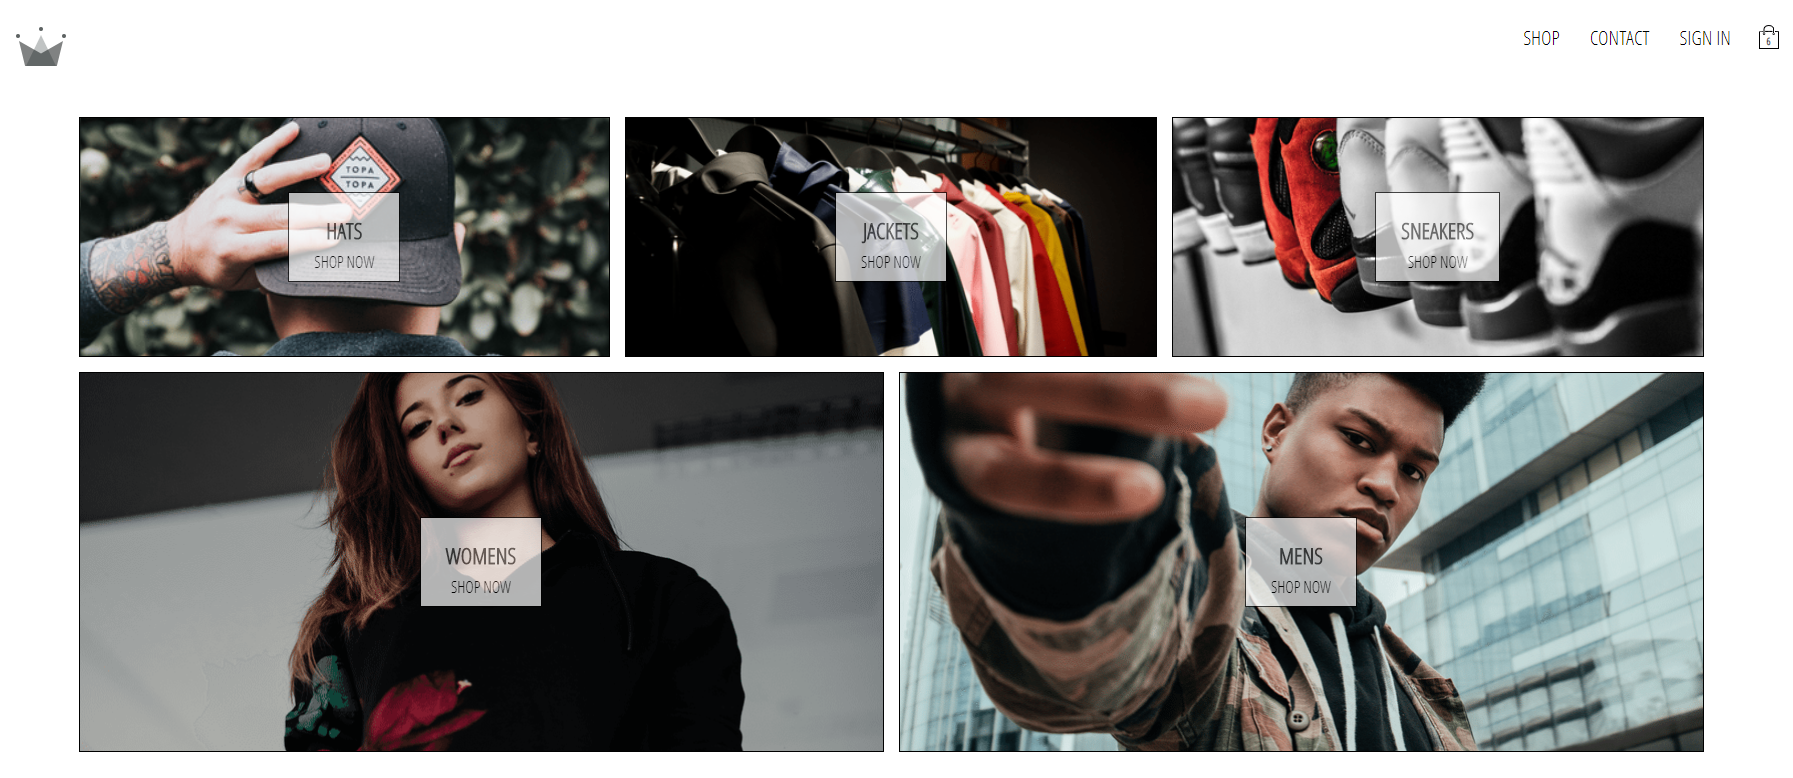 SHOP
CONTACT
SIGN IN
6
TOPA
TOPA
HATS
SHOP NOW
JACKETS
SHOP NOW
SNEAKERS
SHOP NOW
WOMENS
SHOP NOW
MENS
SHOP NOW